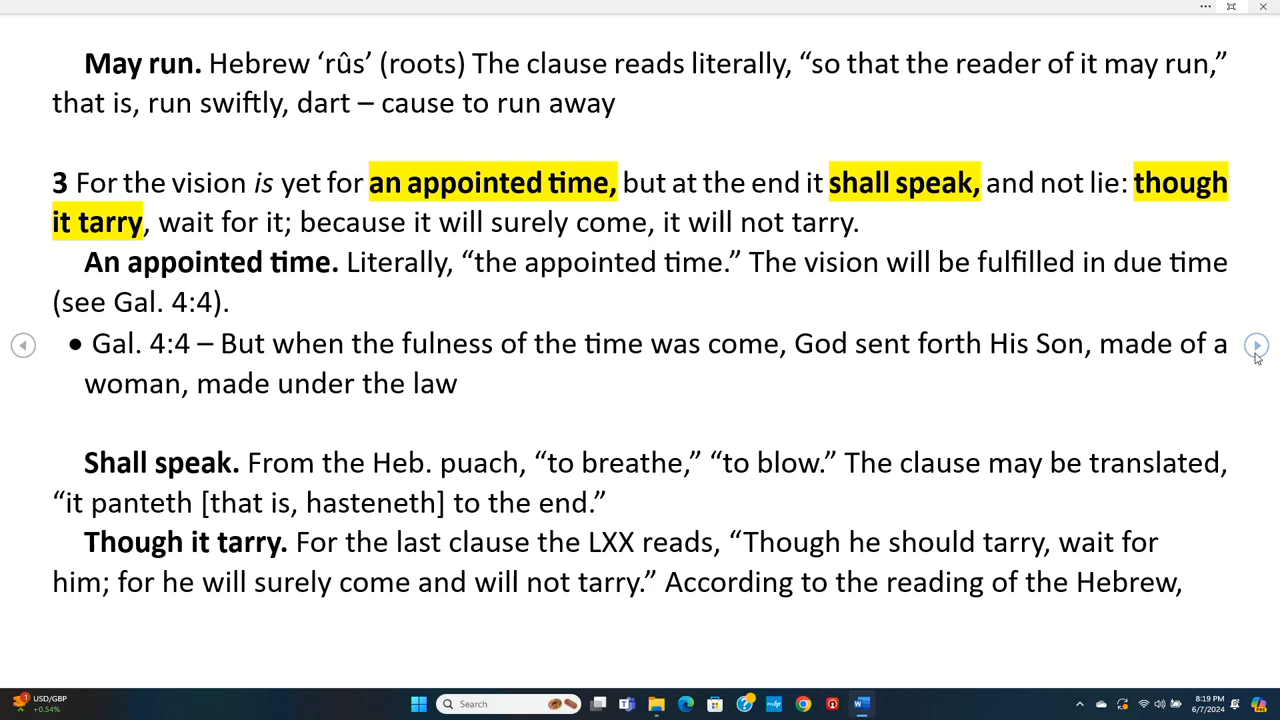 May run. Hebrew ‘rûs’ (roots) The clause reads literally, “so that the reader of it may run,”
that is, run swiftly, dart – cause to run away
3 For the vision is yet for an appointed time, but at the end it shall speak, and not lie: though
it tarry, wait for it; because it will surely come, it will not tarry.
An appointed time. Literally, “the appointed time.” The vision will be fulfilled in due time
(see Gal. 4:4).
• Gal. 4:4 – But when the fulness of the time was come, God sent forth His Son, made of a
woman, made under the law
Shall speak. From the Heb. puach, “to breathe,” “to blow.” The clause may be translated,
“it panteth [that is, hasteneth] to the end.”
Though it tarry. For the last clause the LXX reads, “Though he should tarry, wait for
him; for he will surely come and will not tarry.” According to the reading of the Hebrew,
USD/GBP
+0.54%
Search
8:19 PM
6/7/2024